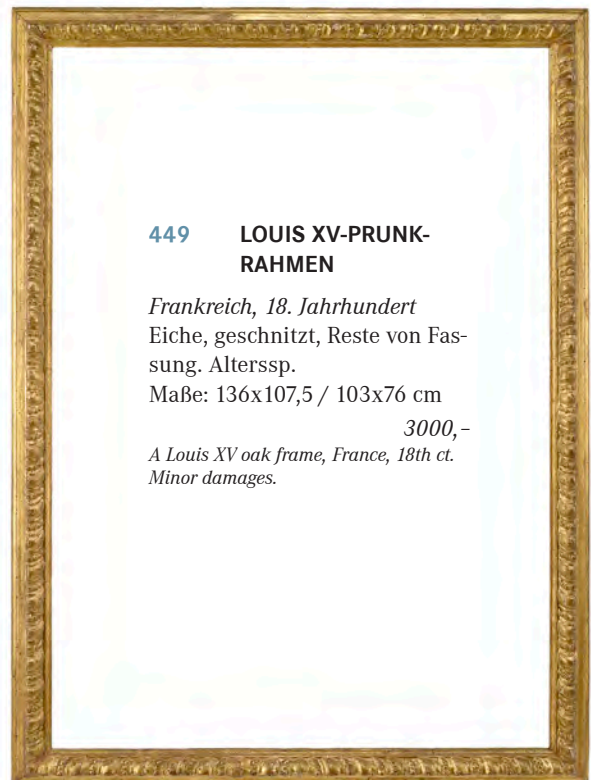 449 LOUIS XV-PRUNK-
RAHMEN
Frankreich, 18. Jahrhundert
Eiche, geschnitzt, Reste von Fas-
sung. Alterssp.
Maße: 136x107,5 / 103x76 cm
3000,-
A Louis XV oak frame, France, 18th ct.
Minor damages.